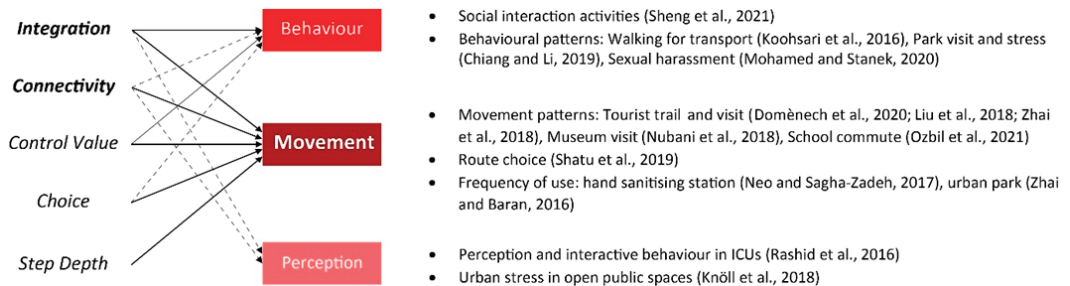 Integration
Connectivity
Control Value
Choice
Step Depth
Behaviour
Movement
Perception
• Social interaction activities (Sheng et al., 2021)
• Behavioural patterns: Walking for transport (Koohsari et al., 2016), Park visit and stress
(Chiang and Li, 2019), Sexual harassment (Mohamed and Stanek, 2020)
• Movement patterns: Tourist trail and visit (Domènech et al., 2020; Liu et al., 2018; Zhai
et al., 2018), Museum visit (Nubani et al., 2018), School commute (Ozbil et al., 2021)
• Route choice (Shatu et al., 2019)
• Frequency of use: hand sanitising station (Neo and Sagha-Zadeh, 2017), urban park (Zhai
and Baran, 2016)
• Perception and interactive behaviour in ICUs (Rashid et al., 2016)
• Urban stress in open public spaces (Knöll et al., 2018)